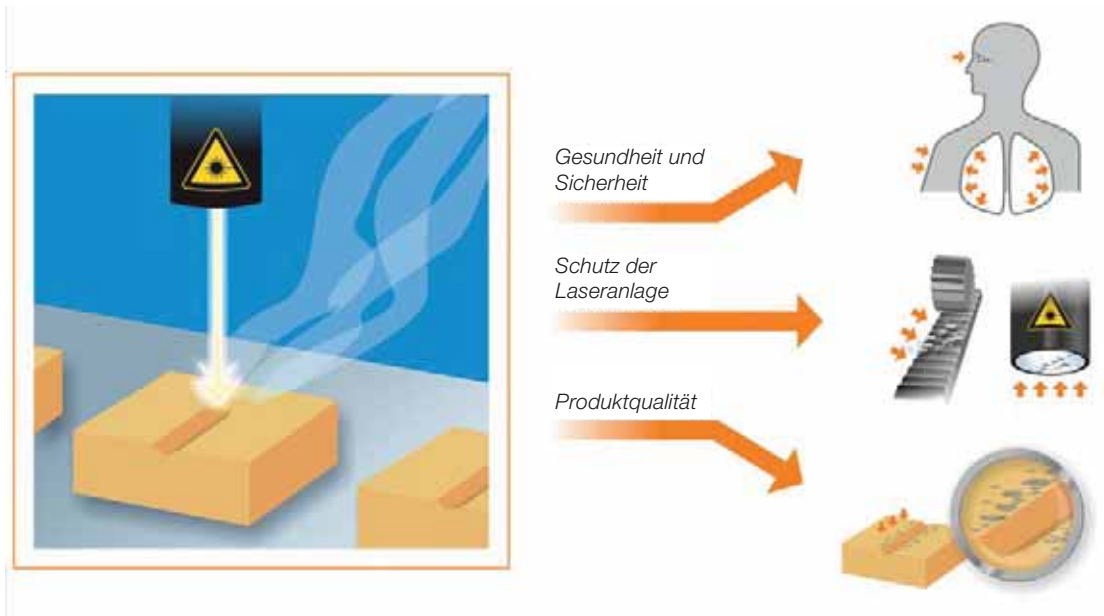 Gesundheit und
Sicherheit
Schutz der
Laseranlage
Produktqualität